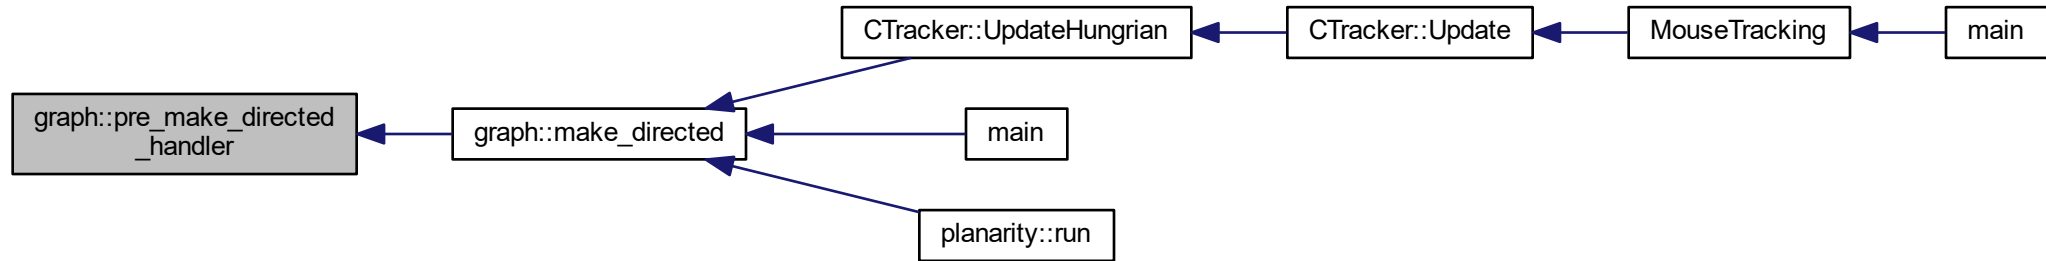 graph::pre_make_directed
_handler
graph::make_directed
CTracker::UpdateHungrian
CTracker::Update
MouseTracking
main
main
planarity::run